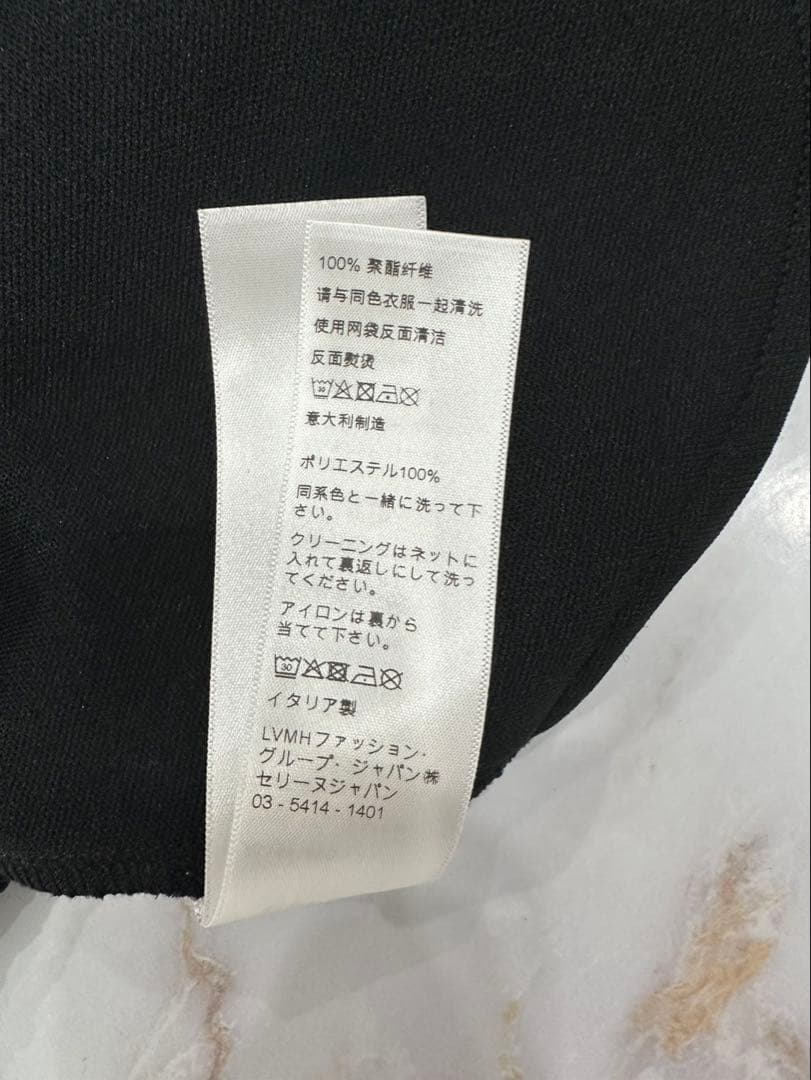 100% 聚酯纤维
请与同色衣服一起清洗
使用网袋反面清洁
反面熨烫
30
意大利制造
ポリエステル100%
同系色と一緒に洗って下
さい。
クリーニングはネットに
入れて裏返しにして洗っ
てください。
アイロンは裏から
当てて下さい。
30
イタリア製
LVMHファッション・
グループ・ジャパン㈱
セリーヌジャパン
03 - 5414 - 1401